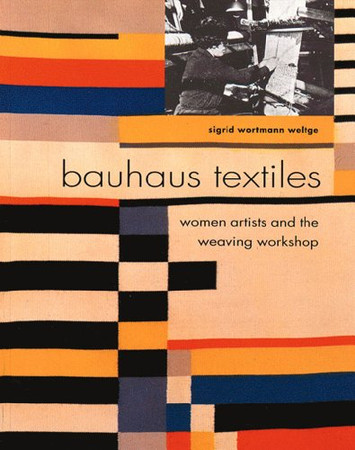 sigrid wortmann weltge
bauhaus textiles
women artists and the
weaving workshop